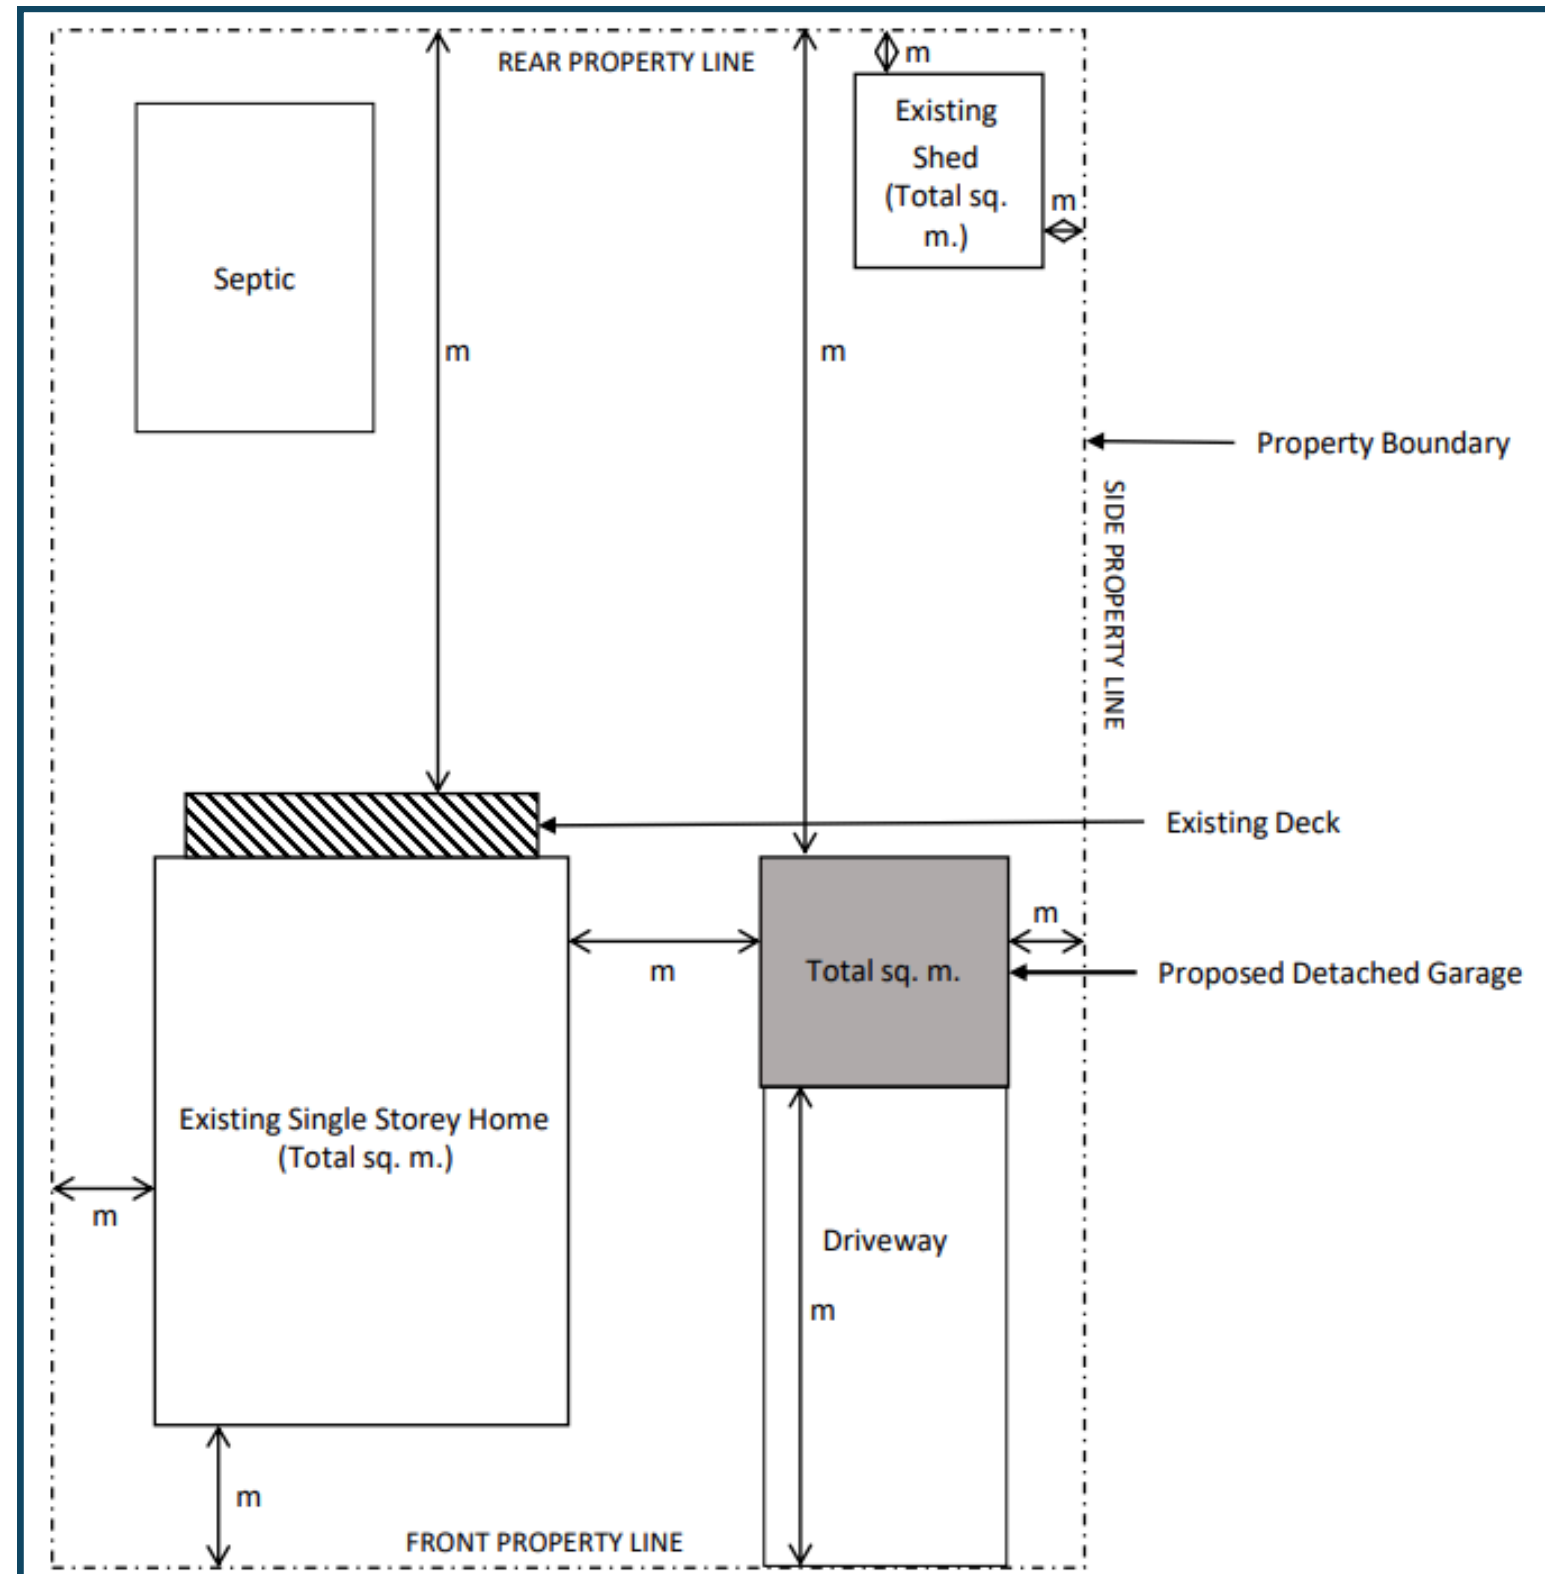 REAR PROPERTY LINE
m
Existing
Shed
(Total sq.
m.)
m
Septic
m
m
Property Boundary
SIDE PROPERTY LINE
Existing Deck
m
m
Total sq. m.
Proposed Detached Garage
Existing Single Storey Home
(Total sq. m.)
m
Driveway
m
m
FRONT PROPERTY LINE